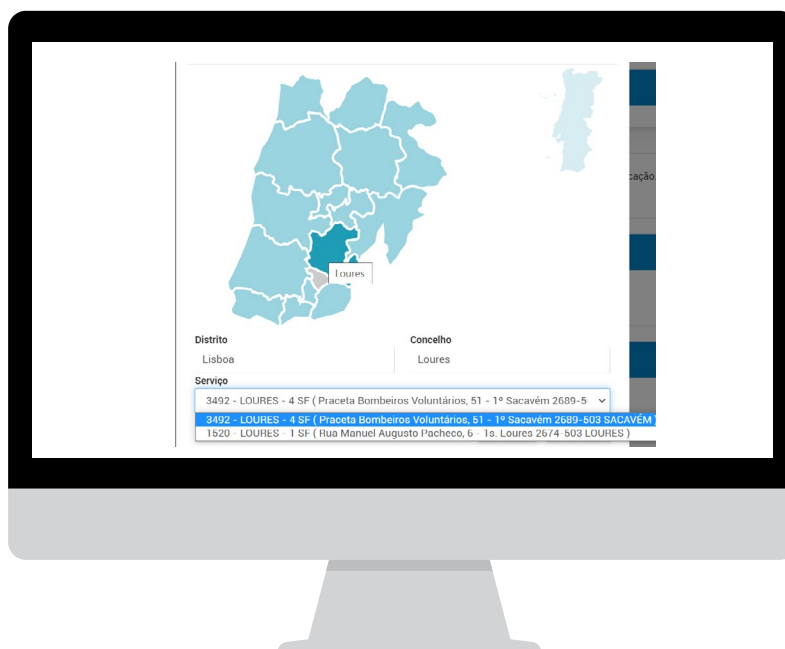 cação.
Loures
Distrito
Concelho
Lisboa
Loures
Serviço
3492 - LOURES - 4 SF ( Praceta Bombeiros Voluntários, 51 - 1º Sacavém 2689-5
3492 - LOURES - 4 SF ( Praceta Bombeiros Voluntários, 51 - 1º Sacavém 2689-503 SACAVÉM )
1520 - LOURES - 1 SF ( Rua Manuel Augusto Pacheco, 6 - 1s. Loures 2674-503 LOURES )